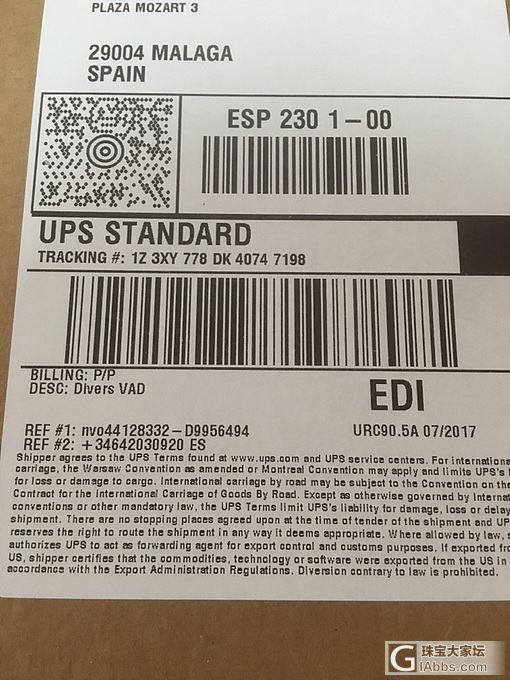 PLAZA MOZART 3
29004 MALAGA
SPAIN
ESP 230 1-00
UPS STANDARD
TRACKING #: 1Z 3XY 778 DK 4074 7198
BILLING: P/P
DESC: Divers VAD
EDI
REF #1: nvo44128332-D9956494
URC90.5A 07/2017
REF #2: +34642030920 ES
Shipper agrees to the UPS Terms found at www.ups.com and UPS service centers. For internationa
carriage, the Warsaw Convention as amended or Montreal Convention may apply and limits UPS's l
for loss or damage to cargo. International carriage by road may be subject to the Convention on the
Contract for the International Carriage of Goods By Road. Except as otherwise governed by Internat
conventions or other mandatory law, the UPS Terms limit UPS's liability for damage, loss or delay
shipment. There are no stopping places agreed upon at the time of tender of the shipment and UP
reserves the right to route the shipment in any way it deems appropriate. Where allowed by law, s
authorizes UPS to act as forwarding agent for export control and customs purposes. If exported fro
US, shipper certifies that the commodities, technology or software were exported from the US in
accordance with the Export Administration Regulations. Diversion contrary to law is prohibited.
G 珠宝大家坛
GIAbbs.com